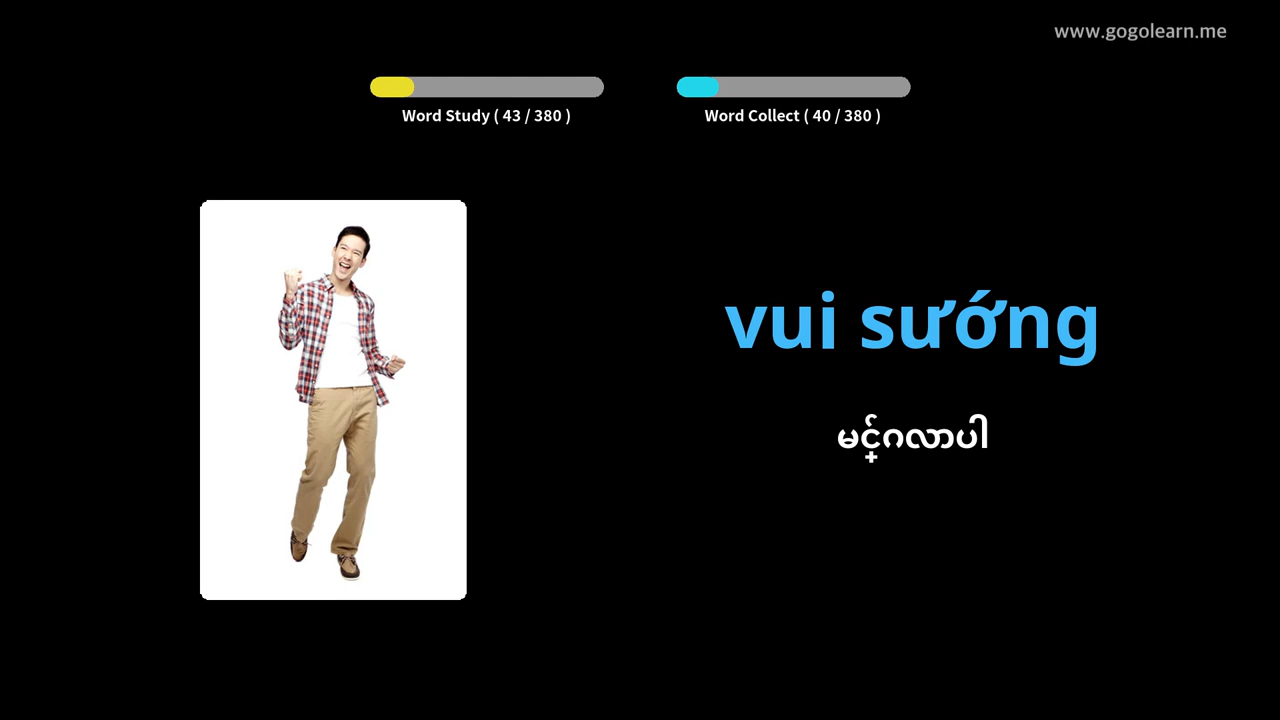 www.gogolearn.me
Word Study ( 43 / 380 )
Word Collect ( 40 / 380 )
vui sướng
မင်္ဂလာပါ